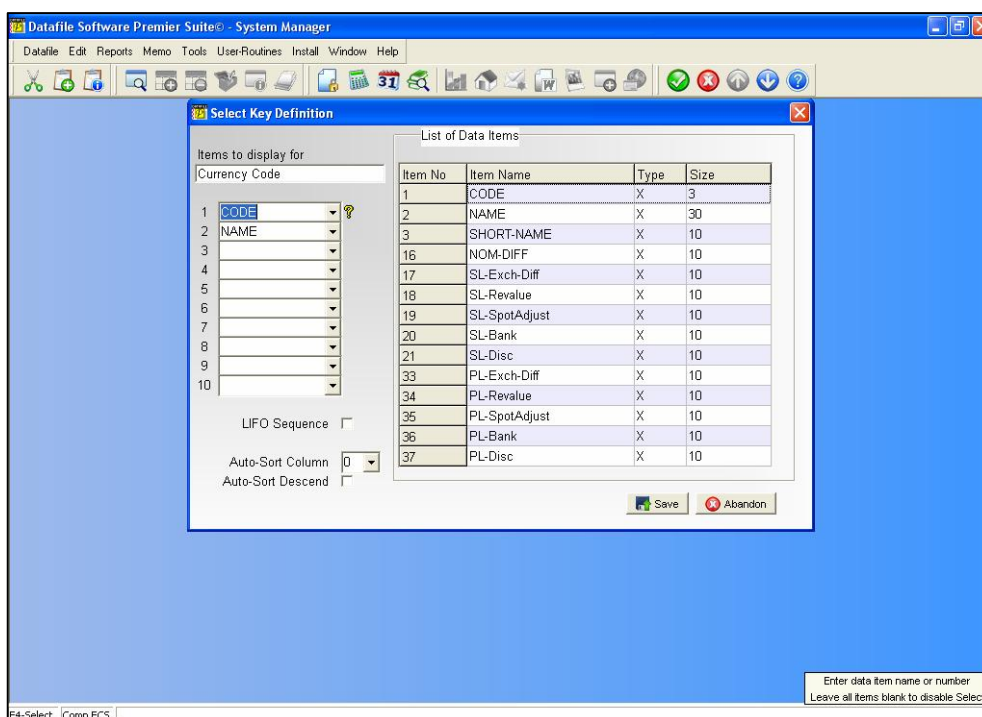 Datafile Software Premier Suite© - System Manager
Datafile Edit Reports Memo Tools User-Routines Install Window Help
31 W ?
Select Key Definition
Items to display for
Currency Code
1 CODE ?
2 NAME
3
4
5
6
7
8
9
10
LIFO Sequence
Auto-Sort Column 0
Auto-Sort Descend
List of Data Items
Item No Item Name Type Size
1 CODE X 3
2 NAME X 30
3 SHORT-NAME X 10
16 NOM-DIFF X 10
17 SL-Exch-Diff X 10
18 SL-Revalue X 10
19 SL-SpotAdjust X 10
20 SL-Bank X 10
21 SL-Disc X 10
33 PL-Exch-Diff X 10
34 PL-Revalue X 10
35 PL-SpotAdjust X 10
36 PL-Bank X 10
37 PL-Disc X 10
Save Abandon
Enter data item name or number
Leave all items blank to disable Selec
F4-Select Comp ECS